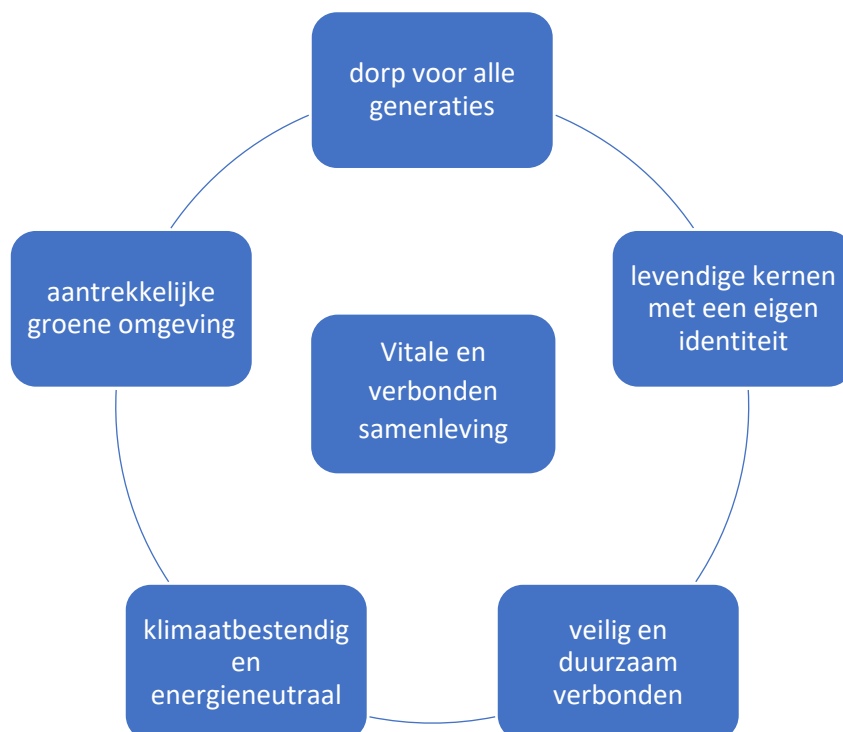 dorp voor alle
generaties
levendige kernen
met een eigen
identiteit
veilig en
duurzaam
verbonden
klimaatbestendig
en
energieneutraal
aantrekkelijke
groene omgeving
Vitale en
verbonden
samenleving